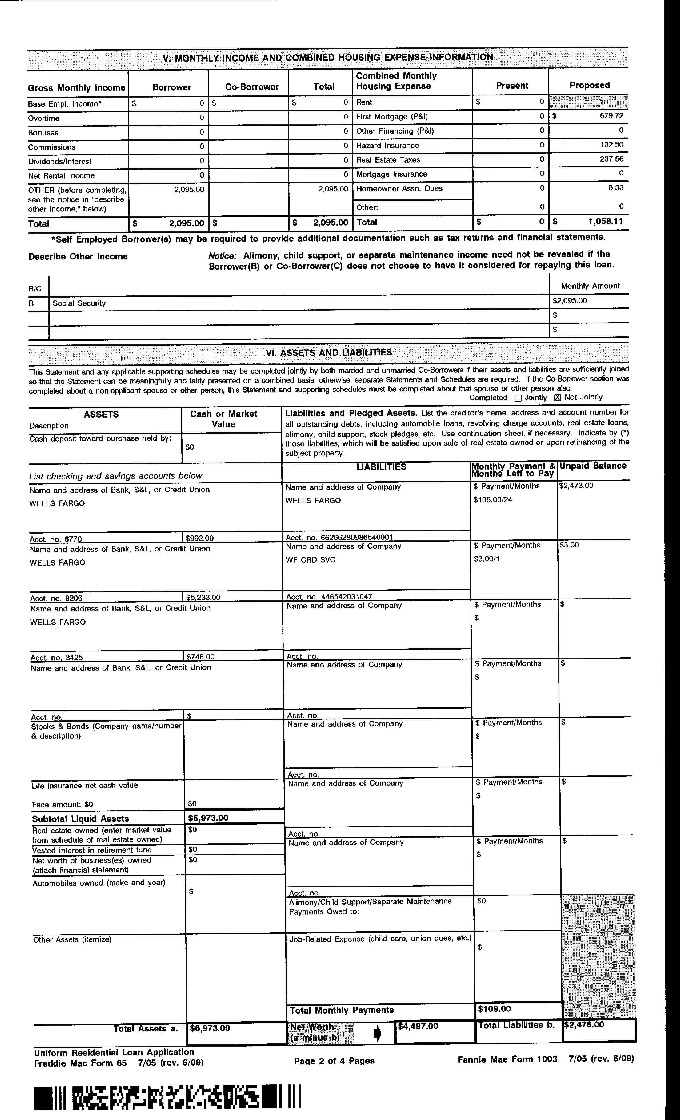 V. MONTHLY INCOME AND COMBINED HOUSING EXPENSE INFORMATION
Gross Monthly Income Borrower Co-Borrower Total Combined Monthly Housing Expense Present Proposed
Base Empl. Income* $ 0 $ $ 0 Rent $ 0
Overtime 0 0 First Mortgage (P&I) 0 $ 679.72
Bonuses 0 0 Other Financing (P&I) 0 0
Commissions 0 0 Hazard Insurance 0 132.50
Dividends/Interest 0 0 Real Estate Taxes 0 237.56
Net Rental Income 0 0 Mortgage Insurance 0 0
OTHER (before completing, see the notice in "describe other income," below) 2,095.00 2,095.00 Homeowner Assn. Dues 0 8.33
Other: 0 0
Total $ 2,095.00 $ $ 2,095.00 Total $ 0 $ 1,058.11
*Self Employed Borrower(s) may be required to provide additional documentation such as tax returns and financial statements.
Describe Other Income Notice: Alimony, child support, or separate maintenance income need not be revealed if the
Borrower(B) or Co-Borrower(C) does not choose to have it considered for repaying this loan.
B/C Monthly Amount
B Social Security $2,095.00
$
$
VI. ASSETS AND LIABILITIES
This Statement and any applicable supporting schedules may be completed jointly by both married and unmarried Co-Borrowers if their assets and liabilities are sufficiently joined
so that the Statement can be meaningfully and fairly presented on a combined basis; otherwise, separate Statements and Schedules are required. If the Co-Borrower section was
completed about a non-applicant spouse or other person, this Statement and supporting schedules must be completed about that spouse or other person also.
Completed Jointly Not Jointly
ASSETS
Description
Cash or Market Value
Cash deposit toward purchase held by:
$0
Liabilities and Pledged Assets. List the creditor's name, address and account number for
all outstanding debts, including automobile loans, revolving charge accounts, real estate loans,
alimony, child support, stock pledges, etc. Use continuation sheet, if necessary. Indicate by (*)
those liabilities, which will be satisfied upon sale of real estate owned or upon refinancing of the
subject property.
LIABILITIES Monthly Payment & Months Left to Pay Unpaid Balance
List checking and savings accounts below
Name and address of Bank, S&L, or Credit Union Name and address of Company $ Payment/Months $2,473.00
WELLS FARGO WELLS FARGO
Acct. no. 6770 $992.00 Acct. no.
Name and address of Bank, S&L, or Credit Union Name and address of Company $ Payment/Months
WELLS FARGO WF CRD SVC
Acct. no. $5,233.00 Acct. no.
Name and address of Bank, S&L, or Credit Union Name and address of Company $ Payment/Months $
WELLS FARGO $
Acct. no. $748.00 Acct. no.
Name and address of Bank, S&L, or Credit Union Name and address of Company $ Payment/Months $
$
Acct. no. $ Acct. no.
Stocks & Bonds (Company name/number & description) Name and address of Company $ Payment/Months $
$
Acct. no.
Life insurance net cash value Name and address of Company $ Payment/Months $
$
Face amount: $0 $0
Subtotal Liquid Assets $6,973.00
Real estate owned (enter market value from schedule of real estate owned) $0 Acct. no.
Name and address of Company $ Payment/Months $
Vested interest in retirement fund $0 $
Net worth of business(es) owned (attach financial statement) $0
Automobiles owned (make and year) $ Acct. no.
Alimony/Child Support/Separate Maintenance Payments Owed to: $0
Other Assets (itemize) Job-Related Expense (child care, union dues, etc.) $
Total Monthly Payments $109.00
Total Assets a. $6,973.00 Net Worth (a minus b) $4,497.00 Total Liabilities b. $2,476.00
Uniform Residential Loan Application
Freddie Mac Form 65 7/05 (rev. 6/09) Page 2 of 4 Pages Fannie Mae Form 1003 7/05 (rev. 6/09)